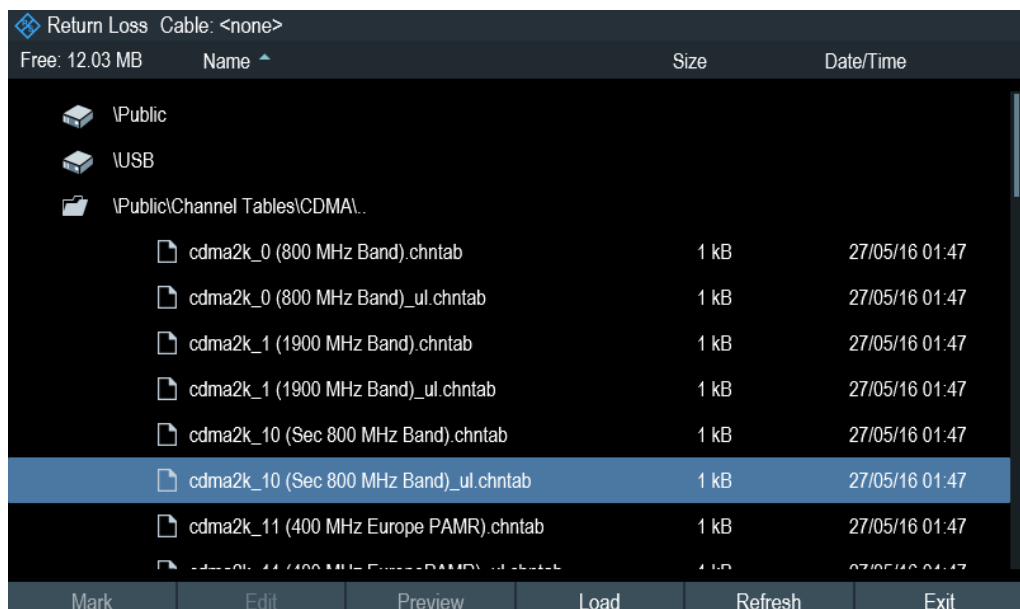 Return Loss Cable: <none>
Free: 12.03 MB Name Size Date/Time
\Public
\USB
\Public\Channel Tables\CDMA\..
cdma2k_0 (800 MHz Band).chntab 1 kB 27/05/16 01:47
cdma2k_0 (800 MHz Band)_ul.chntab 1 kB 27/05/16 01:47
cdma2k_1 (1900 MHz Band).chntab 1 kB 27/05/16 01:47
cdma2k_1 (1900 MHz Band)_ul.chntab 1 kB 27/05/16 01:47
cdma2k_10 (Sec 800 MHz Band).chntab 1 kB 27/05/16 01:47
cdma2k_10 (Sec 800 MHz Band)_ul.chntab 1 kB 27/05/16 01:47
cdma2k_11 (400 MHz Europe PAMR).chntab 1 kB 27/05/16 01:47
Mark Edit Preview Load Refresh Exit